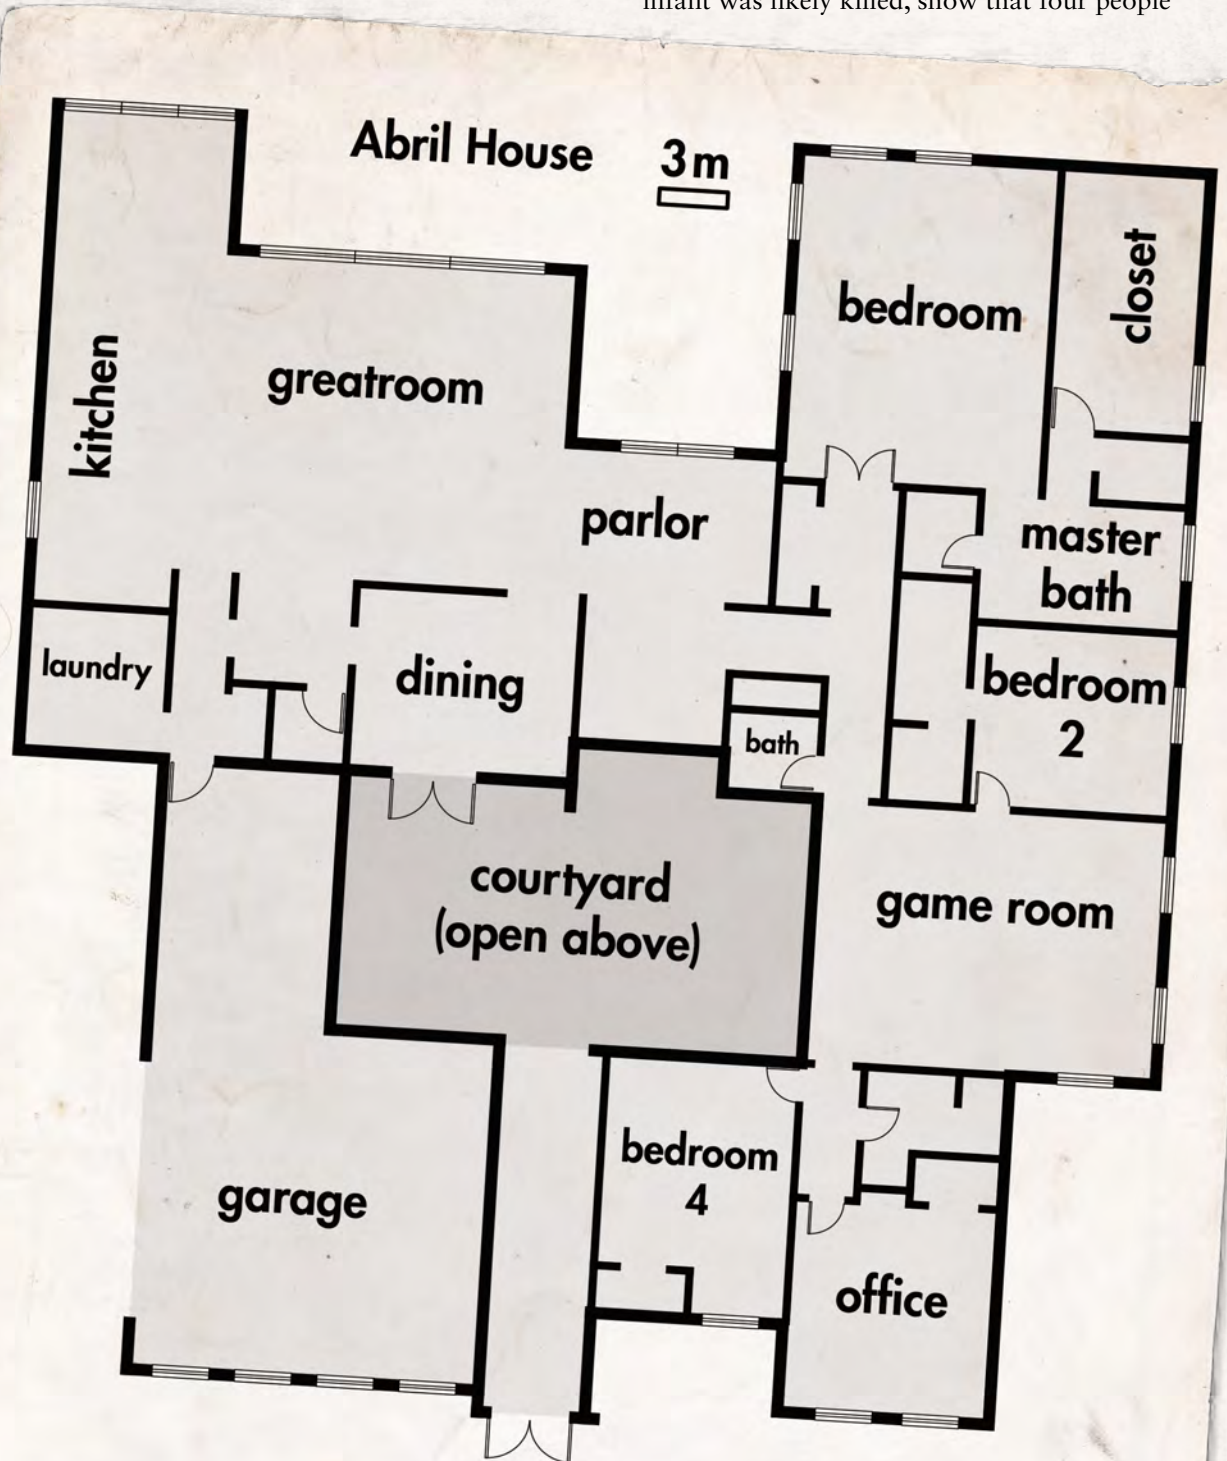 infant was likely killed, show that four people
Abril House
3m
bedroom
closet
greatroom
kitchen
parlor
master
bath
laundry
dining
bedroom
2
bath
courtyard
(open above)
game room
bedroom
4
garage
office